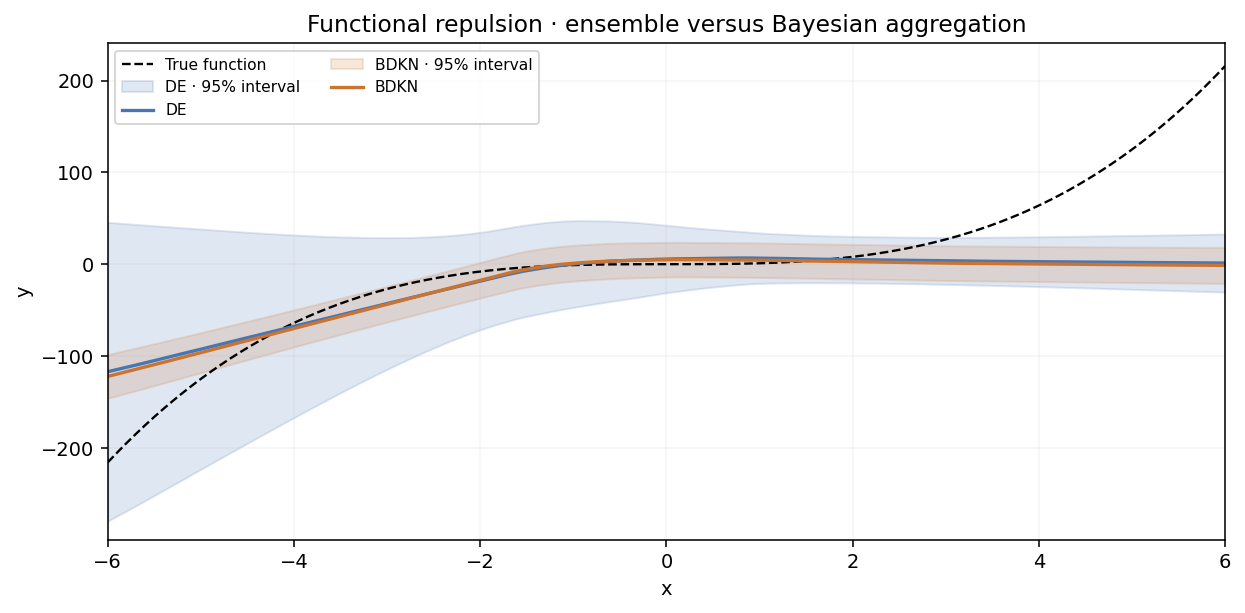 Functional repulsion · ensemble versus Bayesian aggregation
True function
DE · 95% interval
DE
BDKN · 95% interval
BDKN
200
100
0
−100
−200
y
−6
−4
−2
0
2
4
6
x